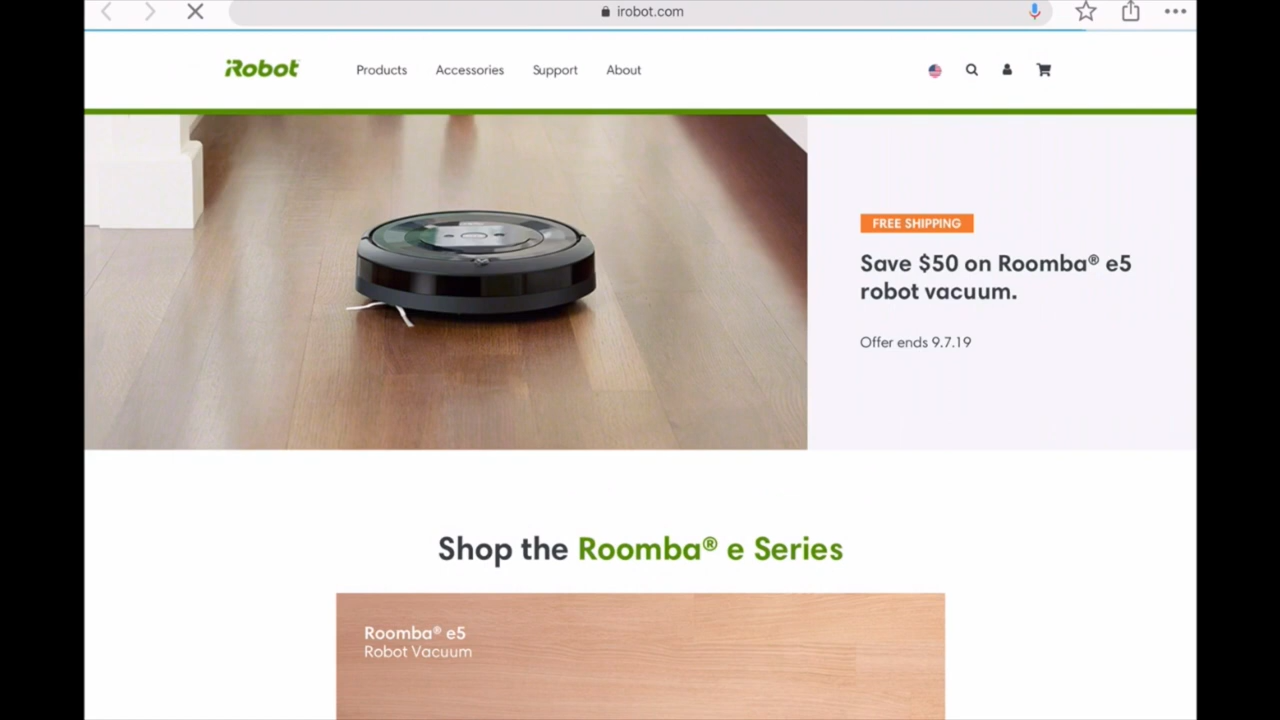 irobot.com
iRobot
Products Accessories Support About
FREE SHIPPING
Save $50 on Roomba® e5
robot vacuum.
Offer ends 9.7.19
Shop the Roomba® e Series
Roomba® e5
Robot Vacuum